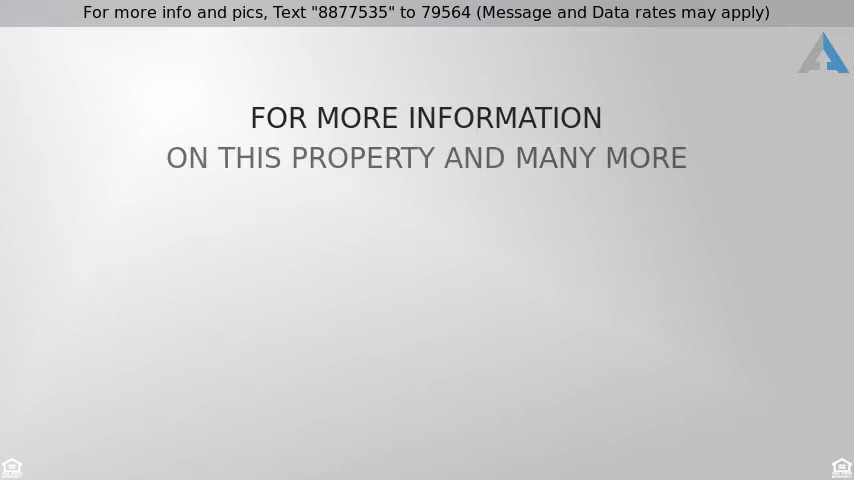 For more info and pics, Text "8877535" to 79564 (Message and Data rates may apply)
FOR MORE INFORMATION
ON THIS PROPERTY AND MANY MORE